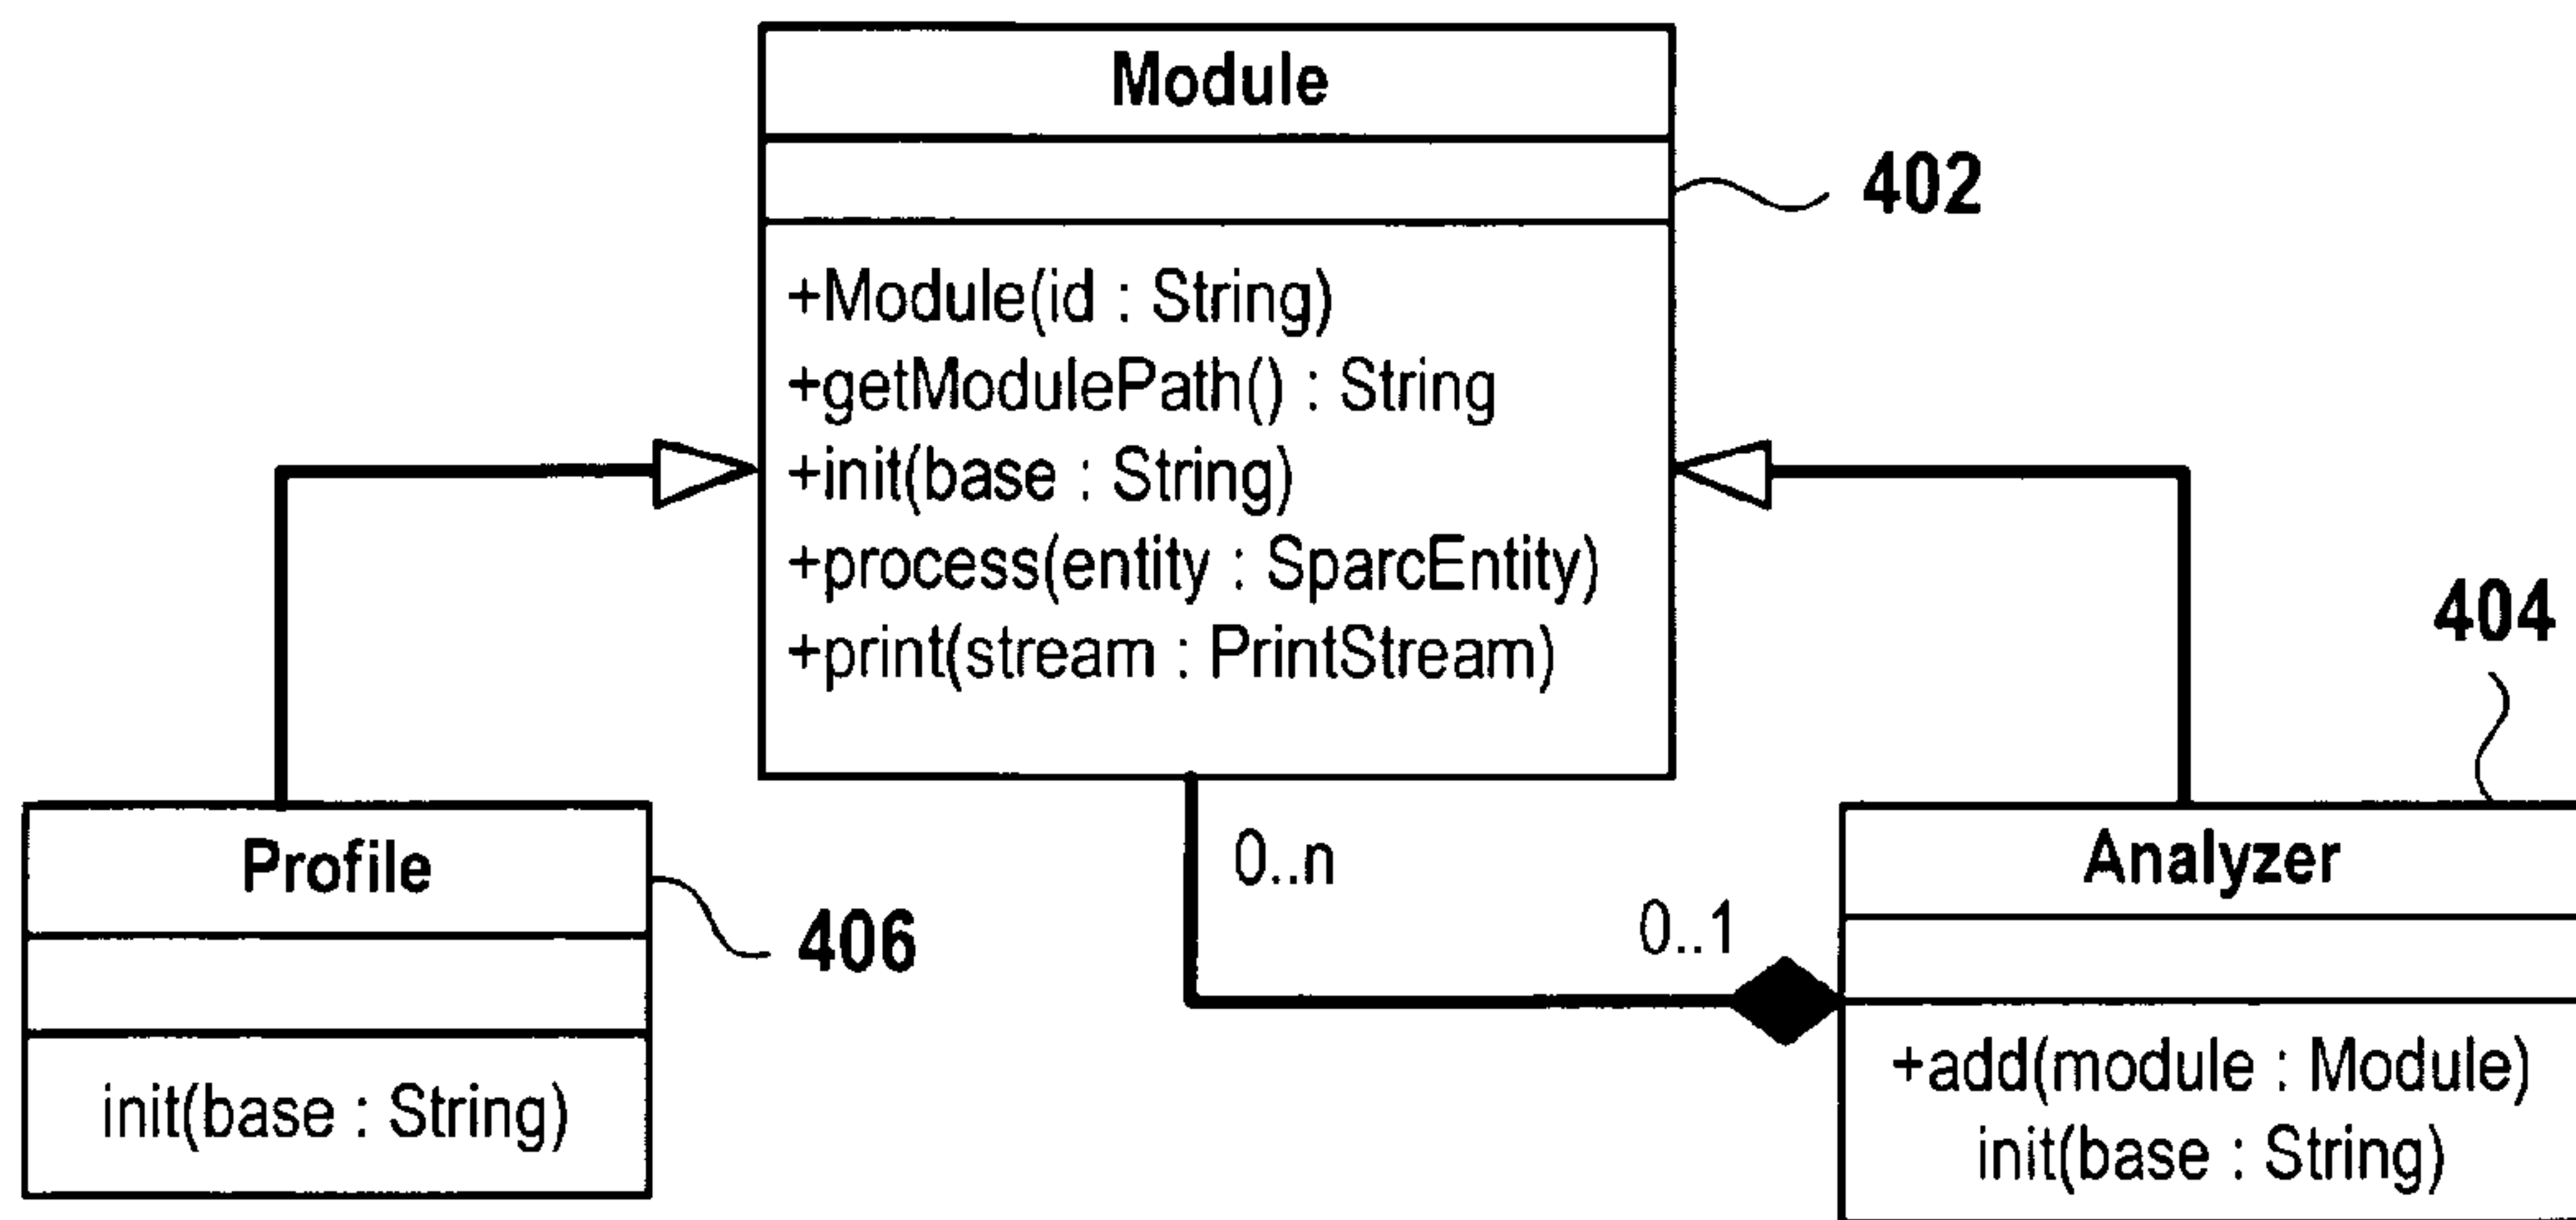 Module
402
+Module(id : String)
+getModulePath() : String
+init(base : String)
+process(entity : SparcEntity)
+print(stream : PrintStream)
404
Profile
406
init(base : String)
0..n
0..1
Analyzer
+add(module : Module)
init(base : String)